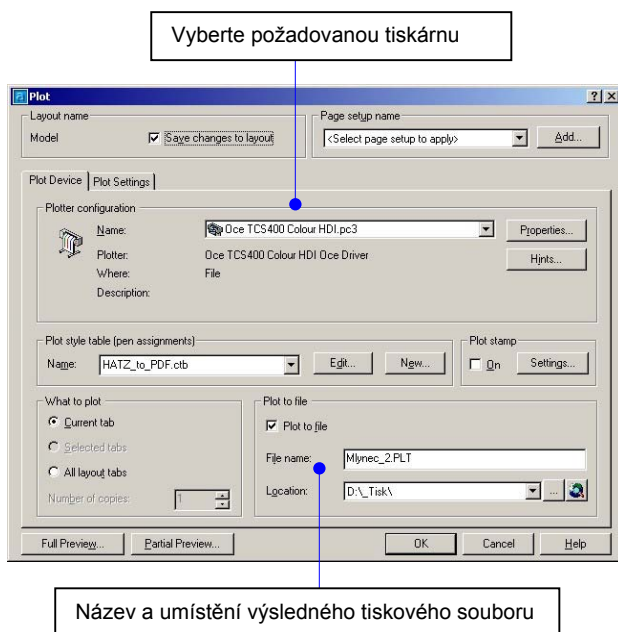 Vyberte požadovanou tiskárnu
Plot
Layout name
Model
Save changes to layout
Page setup name
<Select page setup to apply>
Add...
Plot Device
Plot Settings
Plotter configuration
Name:
Oce TCS400 Colour HDI.pc3
Properties...
Plotter:
Oce TCS400 Colour HDI Oce Driver
Hints...
Where:
File
Description:
Plot style table (pen assignments)
Name:
HATZ_to_PDF.ctb
Edit...
New...
Plot stamp
On
Settings...
What to plot
Current tab
Selected tabs
All layout tabs
Number of copies:
1
Plot to file
Plot to file
File name:
Mlynec_2.PLT
Location:
D:\_Tisk\
...
Full Preview...
Partial Preview...
OK
Cancel
Help
Název a umístění výsledného tiskového souboru